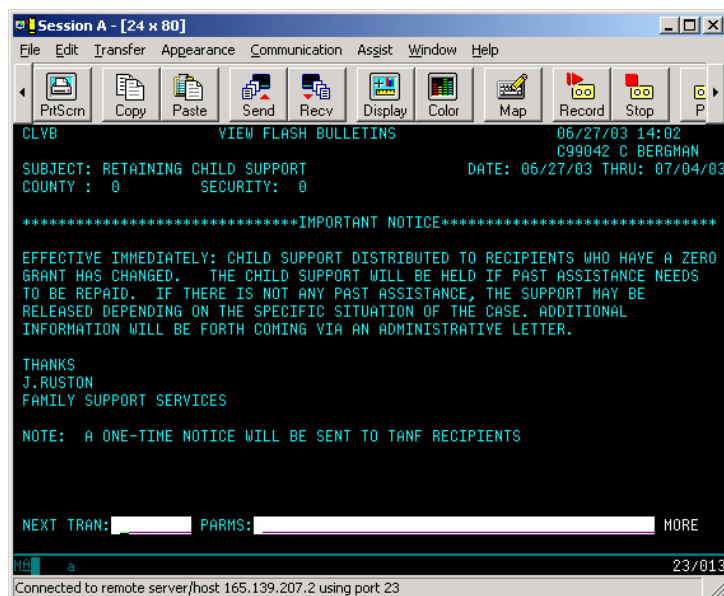 Session A - [24 x 80]
File Edit Transfer Appearance Communication Assist Window Help
PrtScrn Copy Paste Send Recv Display Color Map Record Stop P
CLVB VIEW FLASH BULLETINS 06/27/03 14:02
C99042 C BERGMAN
SUBJECT: RETAINING CHILD SUPPORT DATE: 06/27/03 THRU: 07/04/03
COUNTY : 0 SECURITY: 0
*******************************IMPORTANT NOTICE*******************************
EFFECTIVE IMMEDIATELY: CHILD SUPPORT DISTRIBUTED TO RECIPIENTS WHO HAVE A ZERO
GRANT HAS CHANGED. THE CHILD SUPPORT WILL BE HELD IF PAST ASSISTANCE NEEDS
TO BE REPAID. IF THERE IS NOT ANY PAST ASSISTANCE, THE SUPPORT MAY BE
RELEASED DEPENDING ON THE SPECIFIC SITUATION OF THE CASE. ADDITIONAL
INFORMATION WILL BE FORTH COMING VIA AN ADMINISTRATIVE LETTER.
THANKS
J.RUSTON
FAMILY SUPPORT SERVICES
NOTE: A ONE-TIME NOTICE WILL BE SENT TO TANF RECIPIENTS
NEXT TRAN: PARMS: MORE
MA a 23/013
Connected to remote server/host 165.139.207.2 using port 23